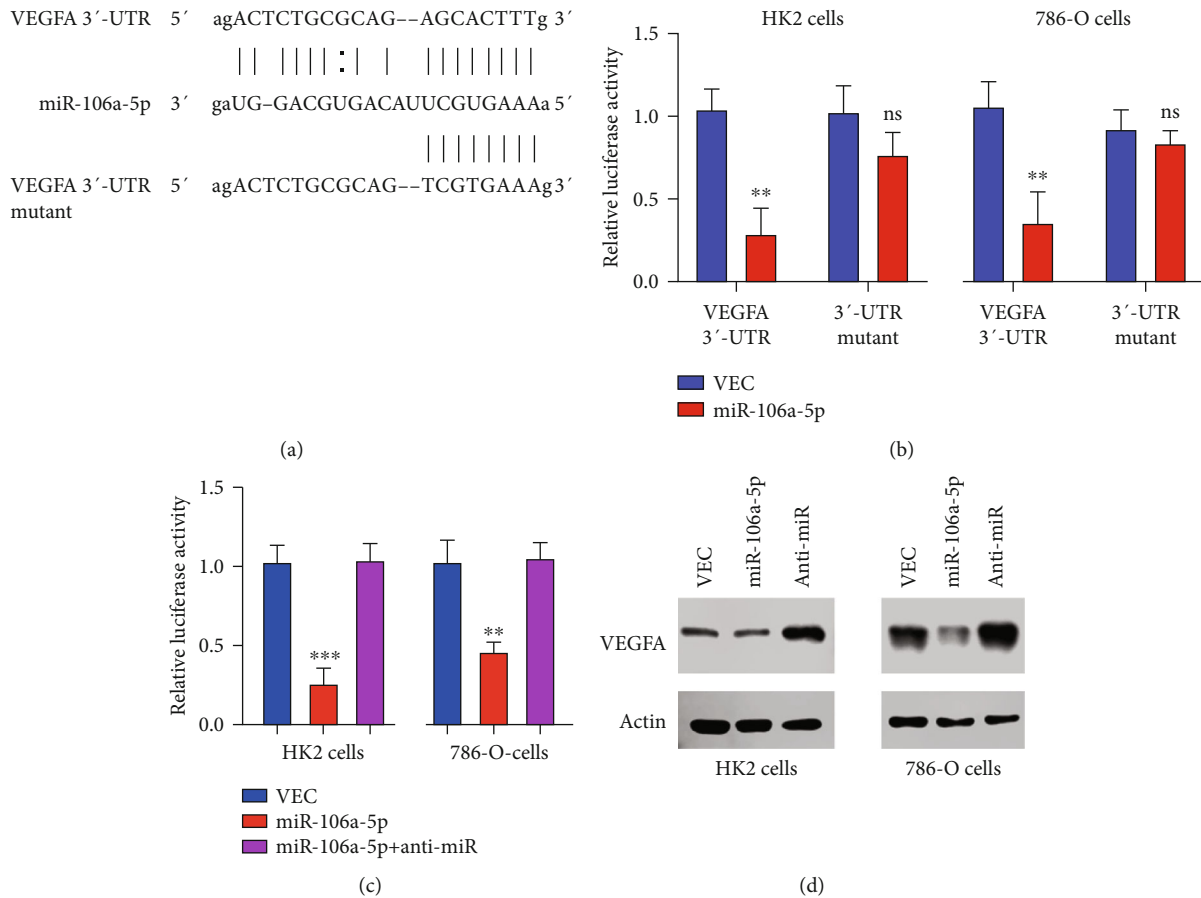 VEGFA 3´-UTR 5´ agACTCTGCGCAG––AGCACTTTg 3´
miR-106a-5p 3´ gaUG–GACGUGACAUUCGUGAAAa 5´
VEGFA 3´-UTR 5´ agACTCTGCGCAG––TCGTGAAAg 3´
mutant
(a)
HK2 cells 786-O cells
Relative luciferase activity
1.5
1.0
0.5
0.0
** ns ** ns
VEGFA 3´-UTR 3´-UTR mutant VEGFA 3´-UTR 3´-UTR mutant
VEC
miR-106a-5p
(b)
Relative luciferase activity
1.5
1.0
0.5
0.0
*** **
HK2 cells 786-O-cells
VEC
miR-106a-5p
miR-106a-5p+anti-miR
(c)
VEC miR-106a-5p Anti-miR VEC miR-106a-5p Anti-miR
VEGFA
Actin
HK2 cells 786-O cells
(d)